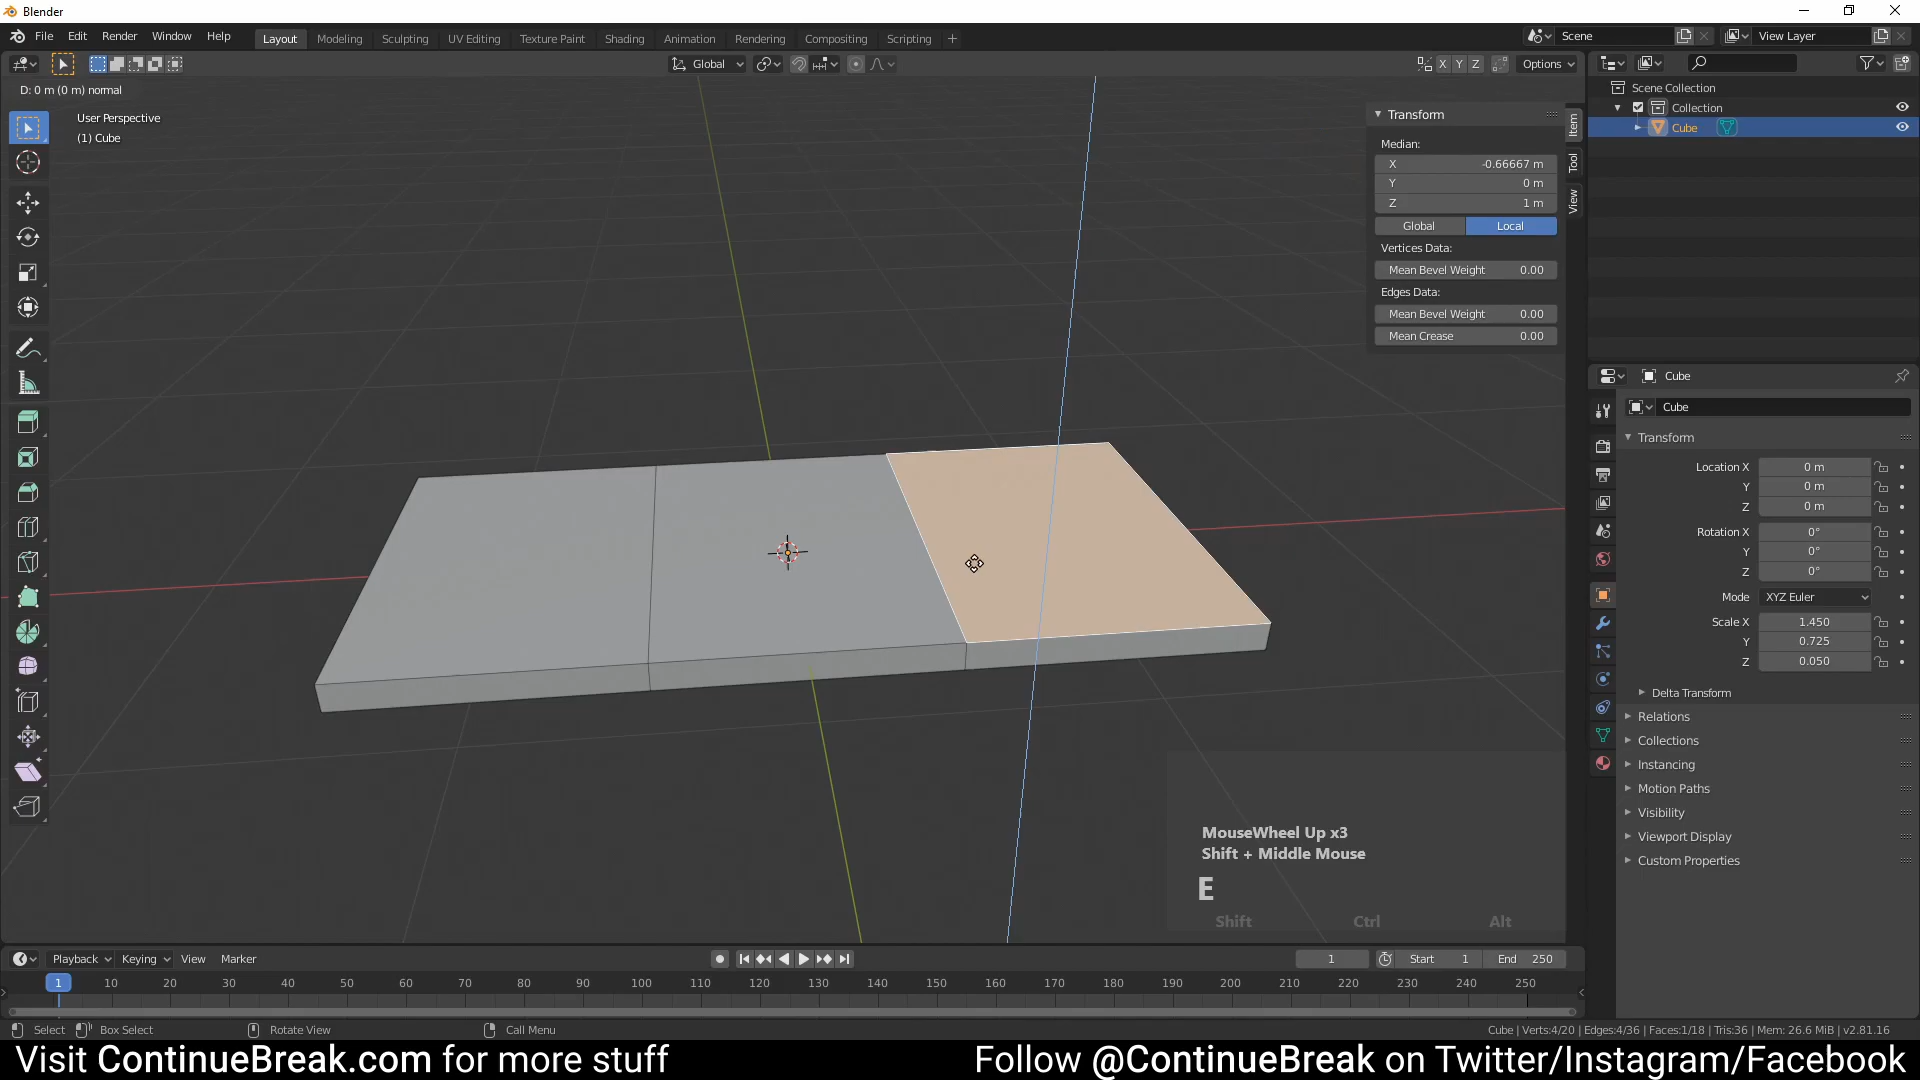 Blender
File Edit Render Window Help Layout Modeling Sculpting UV Editing Texture Paint Shading Animation Rendering Compositing Scripting + Scene View Layer
Global X Y Z Options
D: 0 m (0 m) normal
User Perspective
(1) Cube
Transform
Median:
X -0.66667 m
Y 0 m
Z 1 m
Global Local
Vertices Data:
Mean Bevel Weight 0.00
Edges Data:
Mean Bevel Weight 0.00
Mean Crease 0.00
Item
Tool
View
Scene Collection
Collection
Cube
Cube
Cube
Transform
Location X 0 m
Y 0 m
Z 0 m
Rotation X 0°
Y 0°
Z 0°
Mode XYZ Euler
Scale X 1.450
Y 0.725
Z 0.050
Delta Transform
Relations
Collections
Instancing
Motion Paths
Visibility
Viewport Display
Custom Properties
MouseWheel Up x3
Shift + Middle Mouse
E
Shift Ctrl Alt
Playback Keying View Marker 1 Start 1 End 250
1 10 20 30 40 50 60 70 80 90 100 110 120 130 140 150 160 170 180 190 200 210 220 230 240 250
Select Box Select Rotate View Call Menu Cube | Verts:4/20 | Edges:4/36 | Faces:1/18 | Tris:36 | Mem: 26.6 MiB | v2.81.16
Visit ContinueBreak.com for more stuff Follow @ContinueBreak on Twitter/Instagram/Facebook